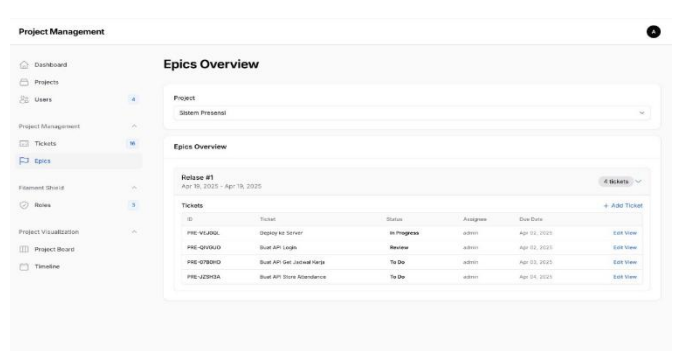 Project Management
A
Dashboard
Projects
Users 4
Project Management
Tickets
Epics
Filament Shield
Roles 3
Project Visualization
Project Board
Timeline
Epics Overview
Project
Sistem Presensi
Epics Overview
Relase #1
4 tickets
Apr 19, 2025 - Apr 19, 2025
Tickets
+ Add Ticket
ID Ticket Status Assignee Due Date
Deploy ke Server In Progress admin Apr 02, 2025 Edit View
Buat API Login Review admin Apr 02, 2025 Edit View
Buat API Get Jadwal Kerja To Do admin Apr 03, 2025 Edit View
Buat API Store Attendance To Do admin Apr 2025 Edit View